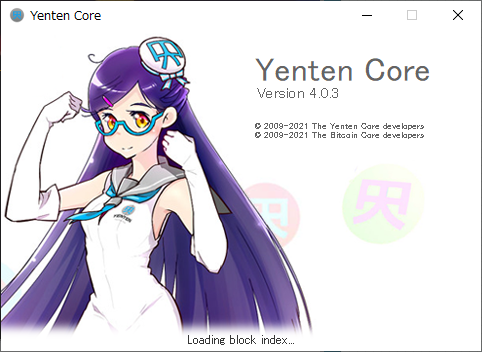 Yenten Core
Yenten Core
Version 4.0.3
© 2009-2021 The Yenten Core developers
© 2009-2021 The Bitcoin Core developers
YENTEN
Loading block index...